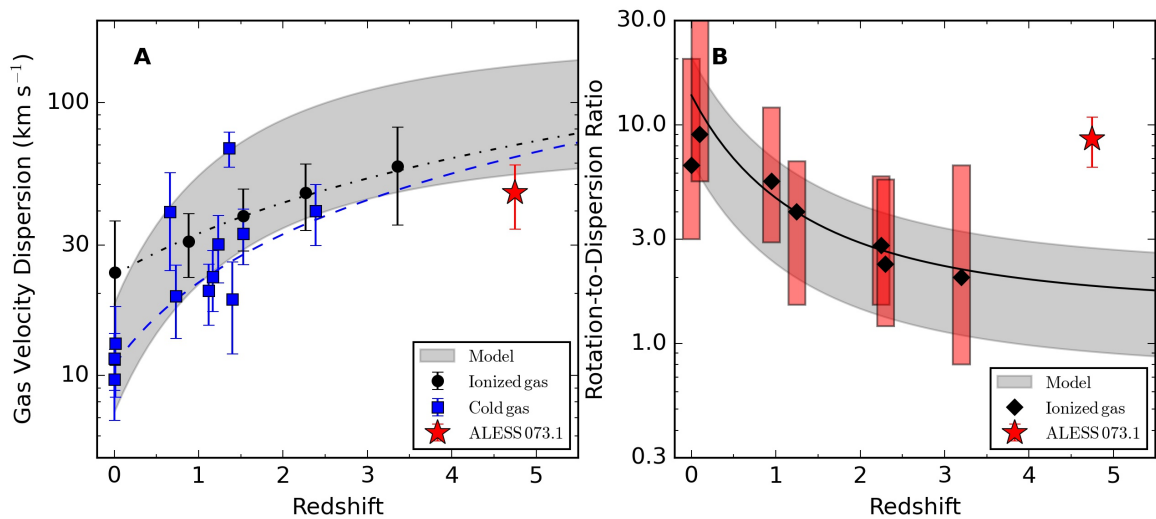 A
Gas Velocity Dispersion (km s⁻¹)
100
30
10
Model
Ionized gas
Cold gas
ALESS 073.1
0 1 2 3 4 5
Redshift
B
Rotation-to-Dispersion Ratio
30.0
10.0
3.0
1.0
0.3
Model
Ionized gas
ALESS 073.1
0 1 2 3 4 5
Redshift